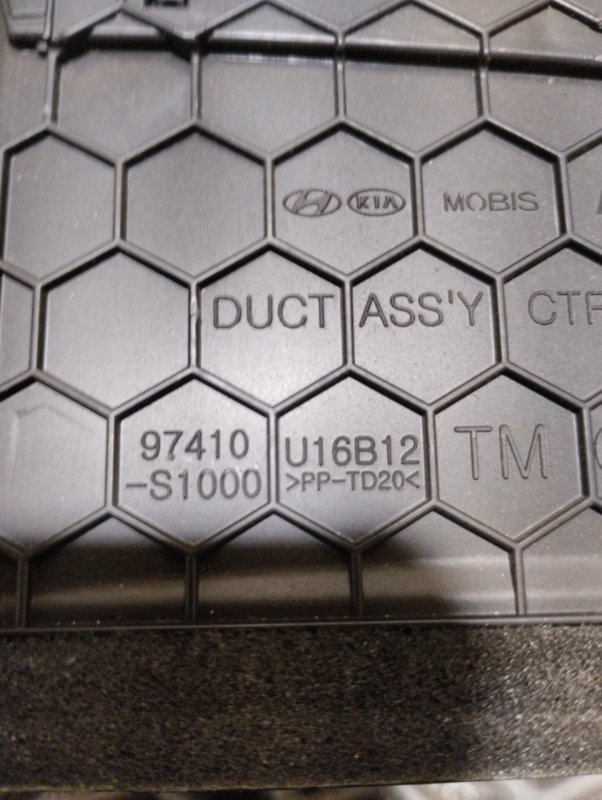 KIA MOBIS
DUCT ASS'Y
97410 U16B12 TM
-S1000 >PP-TD20<